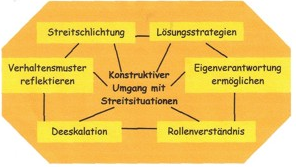 Streitschlichtung
Lösungsstrategien
Verhaltensmuster
reflektieren
Konstruktiver
Umgang mit
Streitsituationen
Eigenverantwortung
ermöglichen
Deeskalation
Rollenverständnis